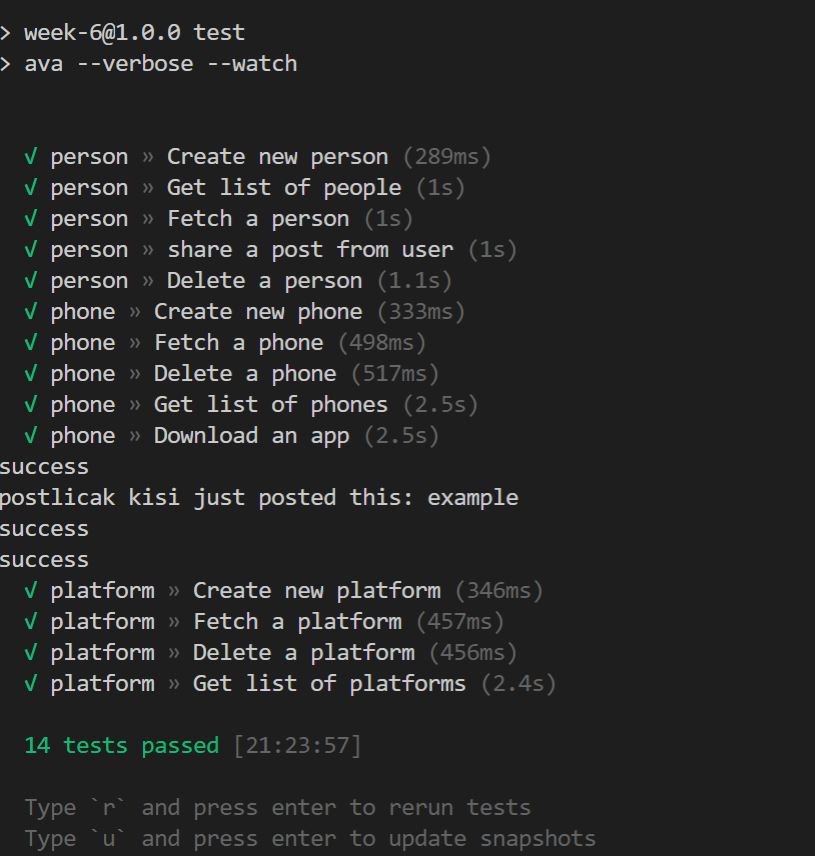 > week-6@1.0.0 test
> ava --verbose --watch
√ person » Create new person (289ms)
√ person » Get list of people (1s)
√ person » Fetch a person (1s)
√ person » share a post from user (1s)
√ person » Delete a person (1.1s)
√ phone » Create new phone (333ms)
√ phone » Fetch a phone (498ms)
√ phone » Delete a phone (517ms)
√ phone » Get list of phones (2.5s)
√ phone » Download an app (2.5s)
success
postlicak kisi just posted this: example
success
success
√ platform » Create new platform (346ms)
√ platform » Fetch a platform (457ms)
√ platform » Delete a platform (456ms)
√ platform » Get list of platforms (2.4s)
14 tests passed [21:23:57]
Type `r` and press enter to rerun tests
Type `u` and press enter to update snapshots